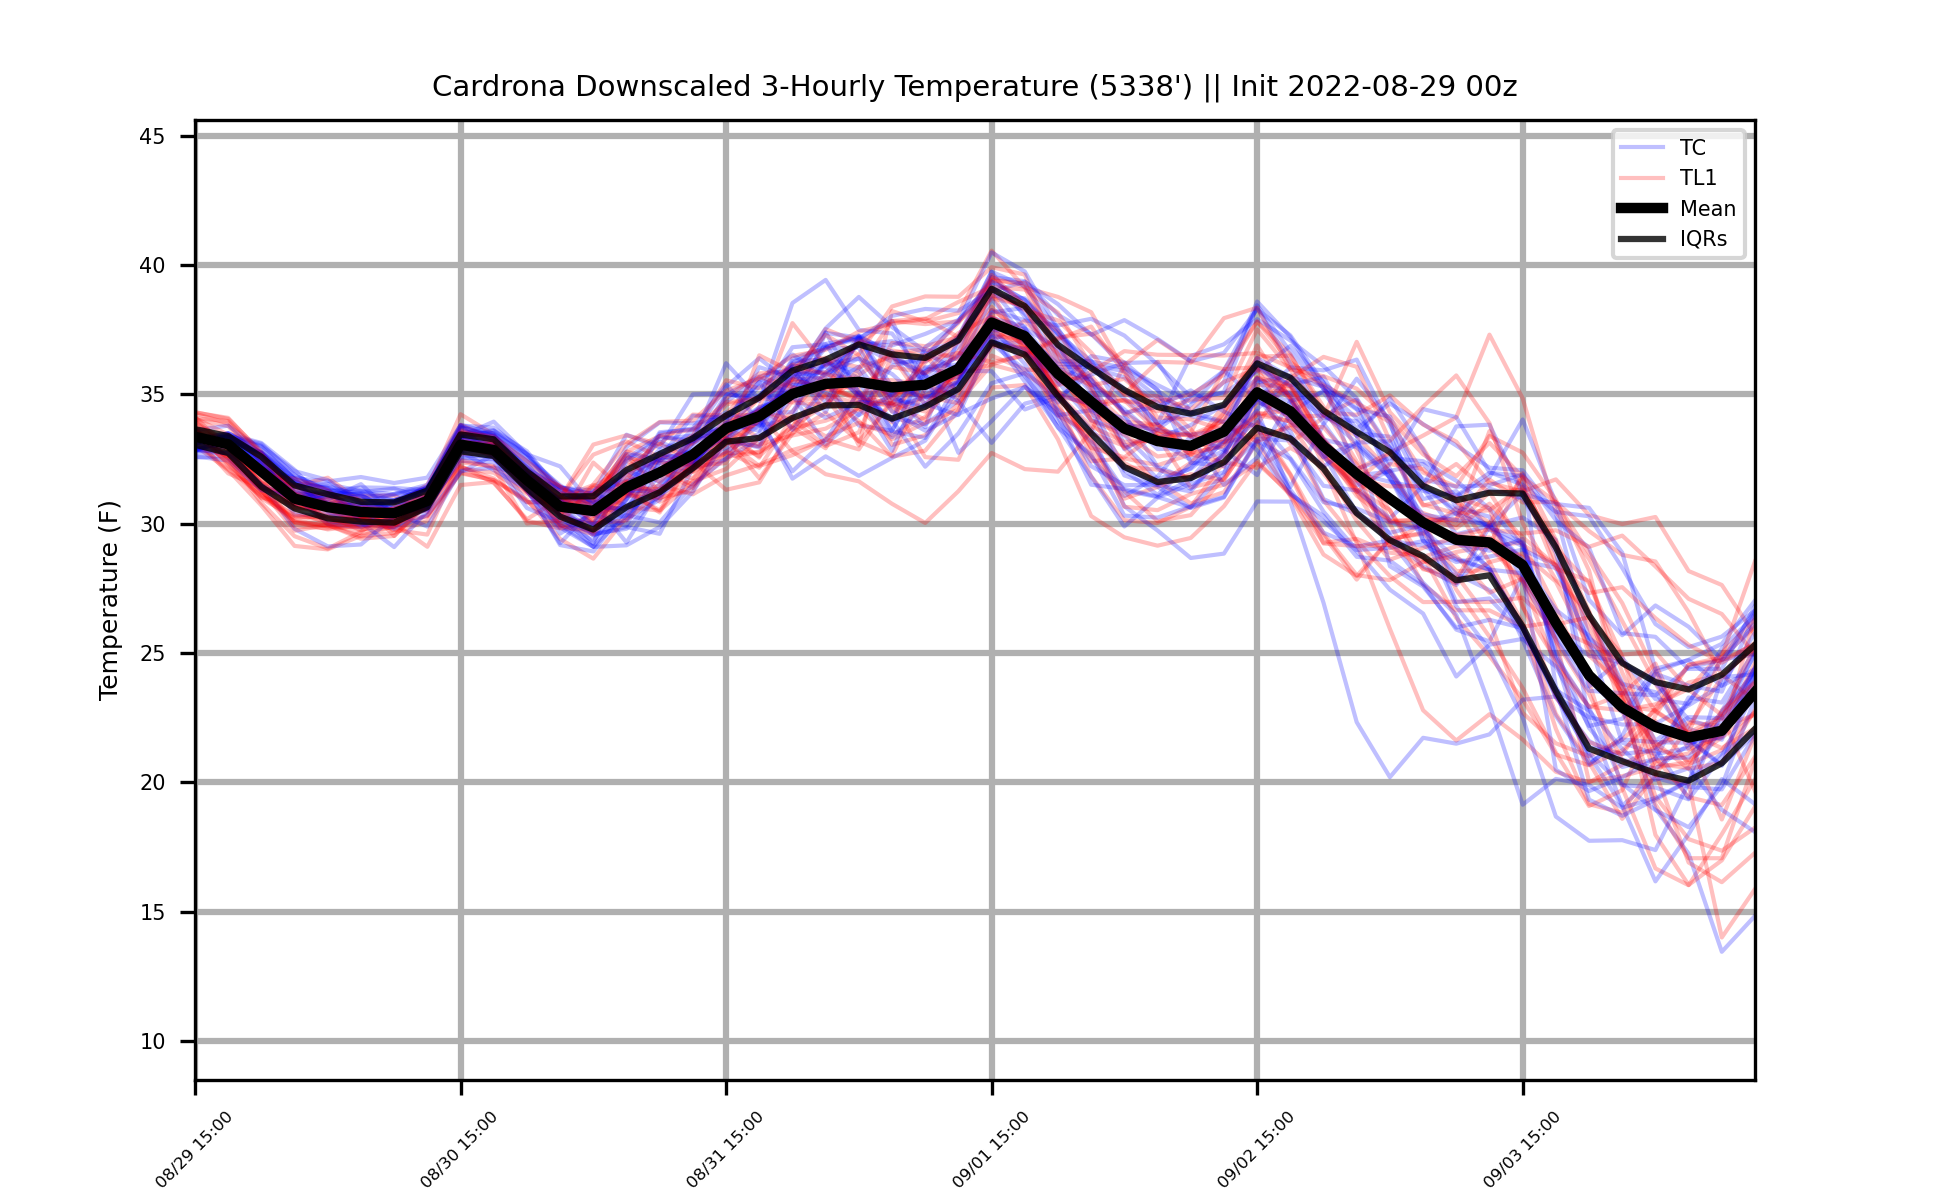 Cardrona Downscaled 3-Hourly Temperature (5338') || Init 2022-08-29 00z
TC
TL1
Mean
IQRs
Temperature (F)
45
40
35
30
25
20
15
10
08/29 15:00
08/30 15:00
08/31 15:00
09/01 15:00
09/02 15:00
09/03 15:00